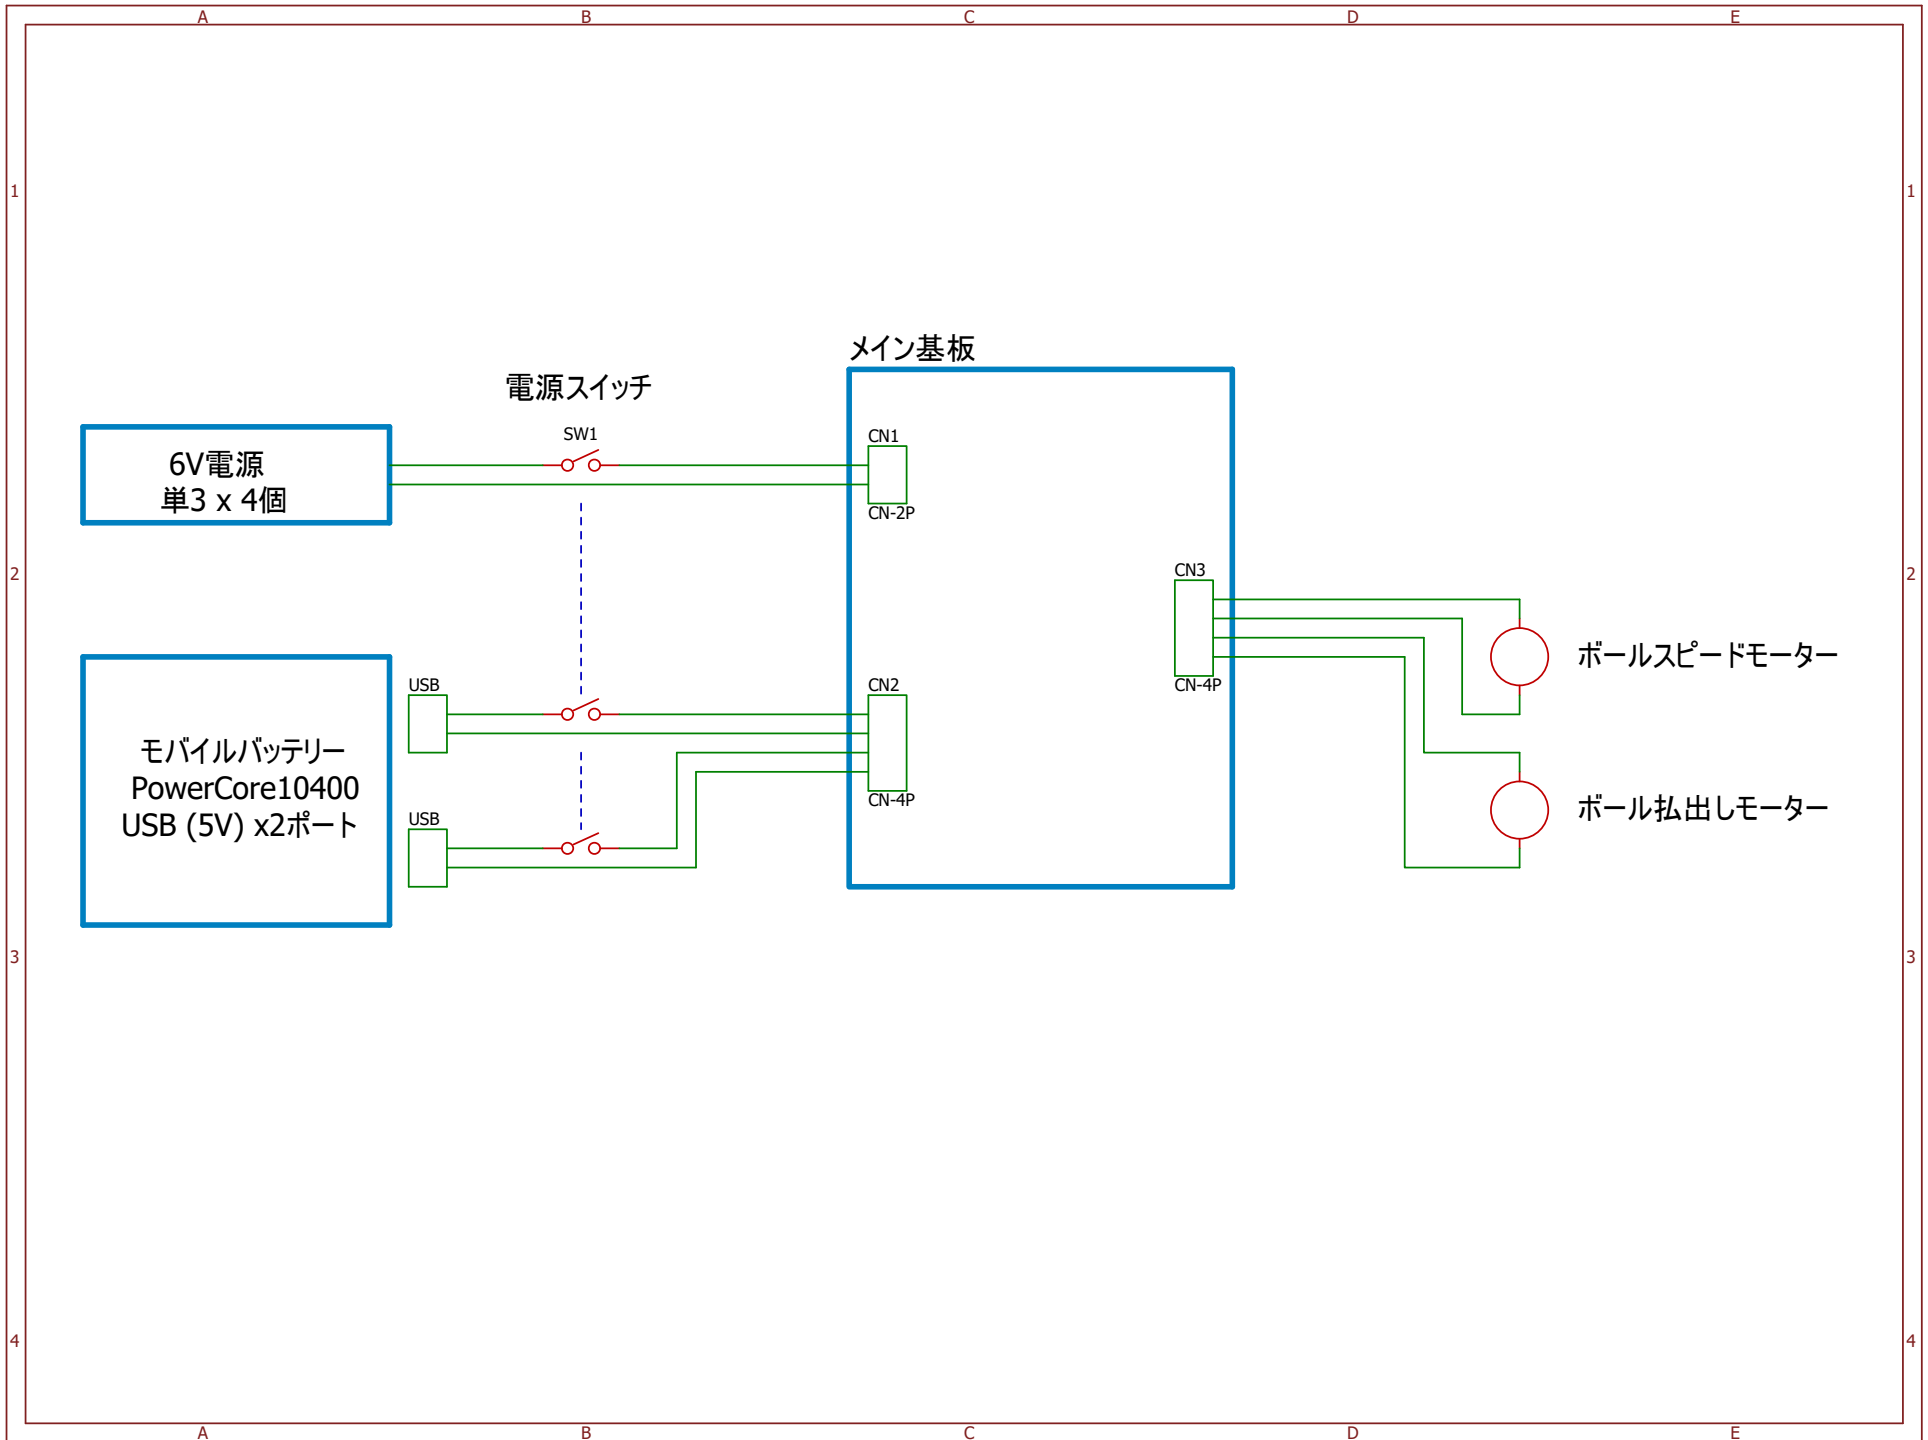 A B C D E
1 1
メイン基板
電源スイッチ
SW1
CN1
6V電源
単3 x 4個
CN-2P
CN3
2 2
ボールスピードモーター
USB
CN2
CN-4P
モバイルバッテリー
PowerCore10400
USB (5V) x2ポート
CN-4P
ボール払出しモーター
USB
3 3
4 4
A B C D E